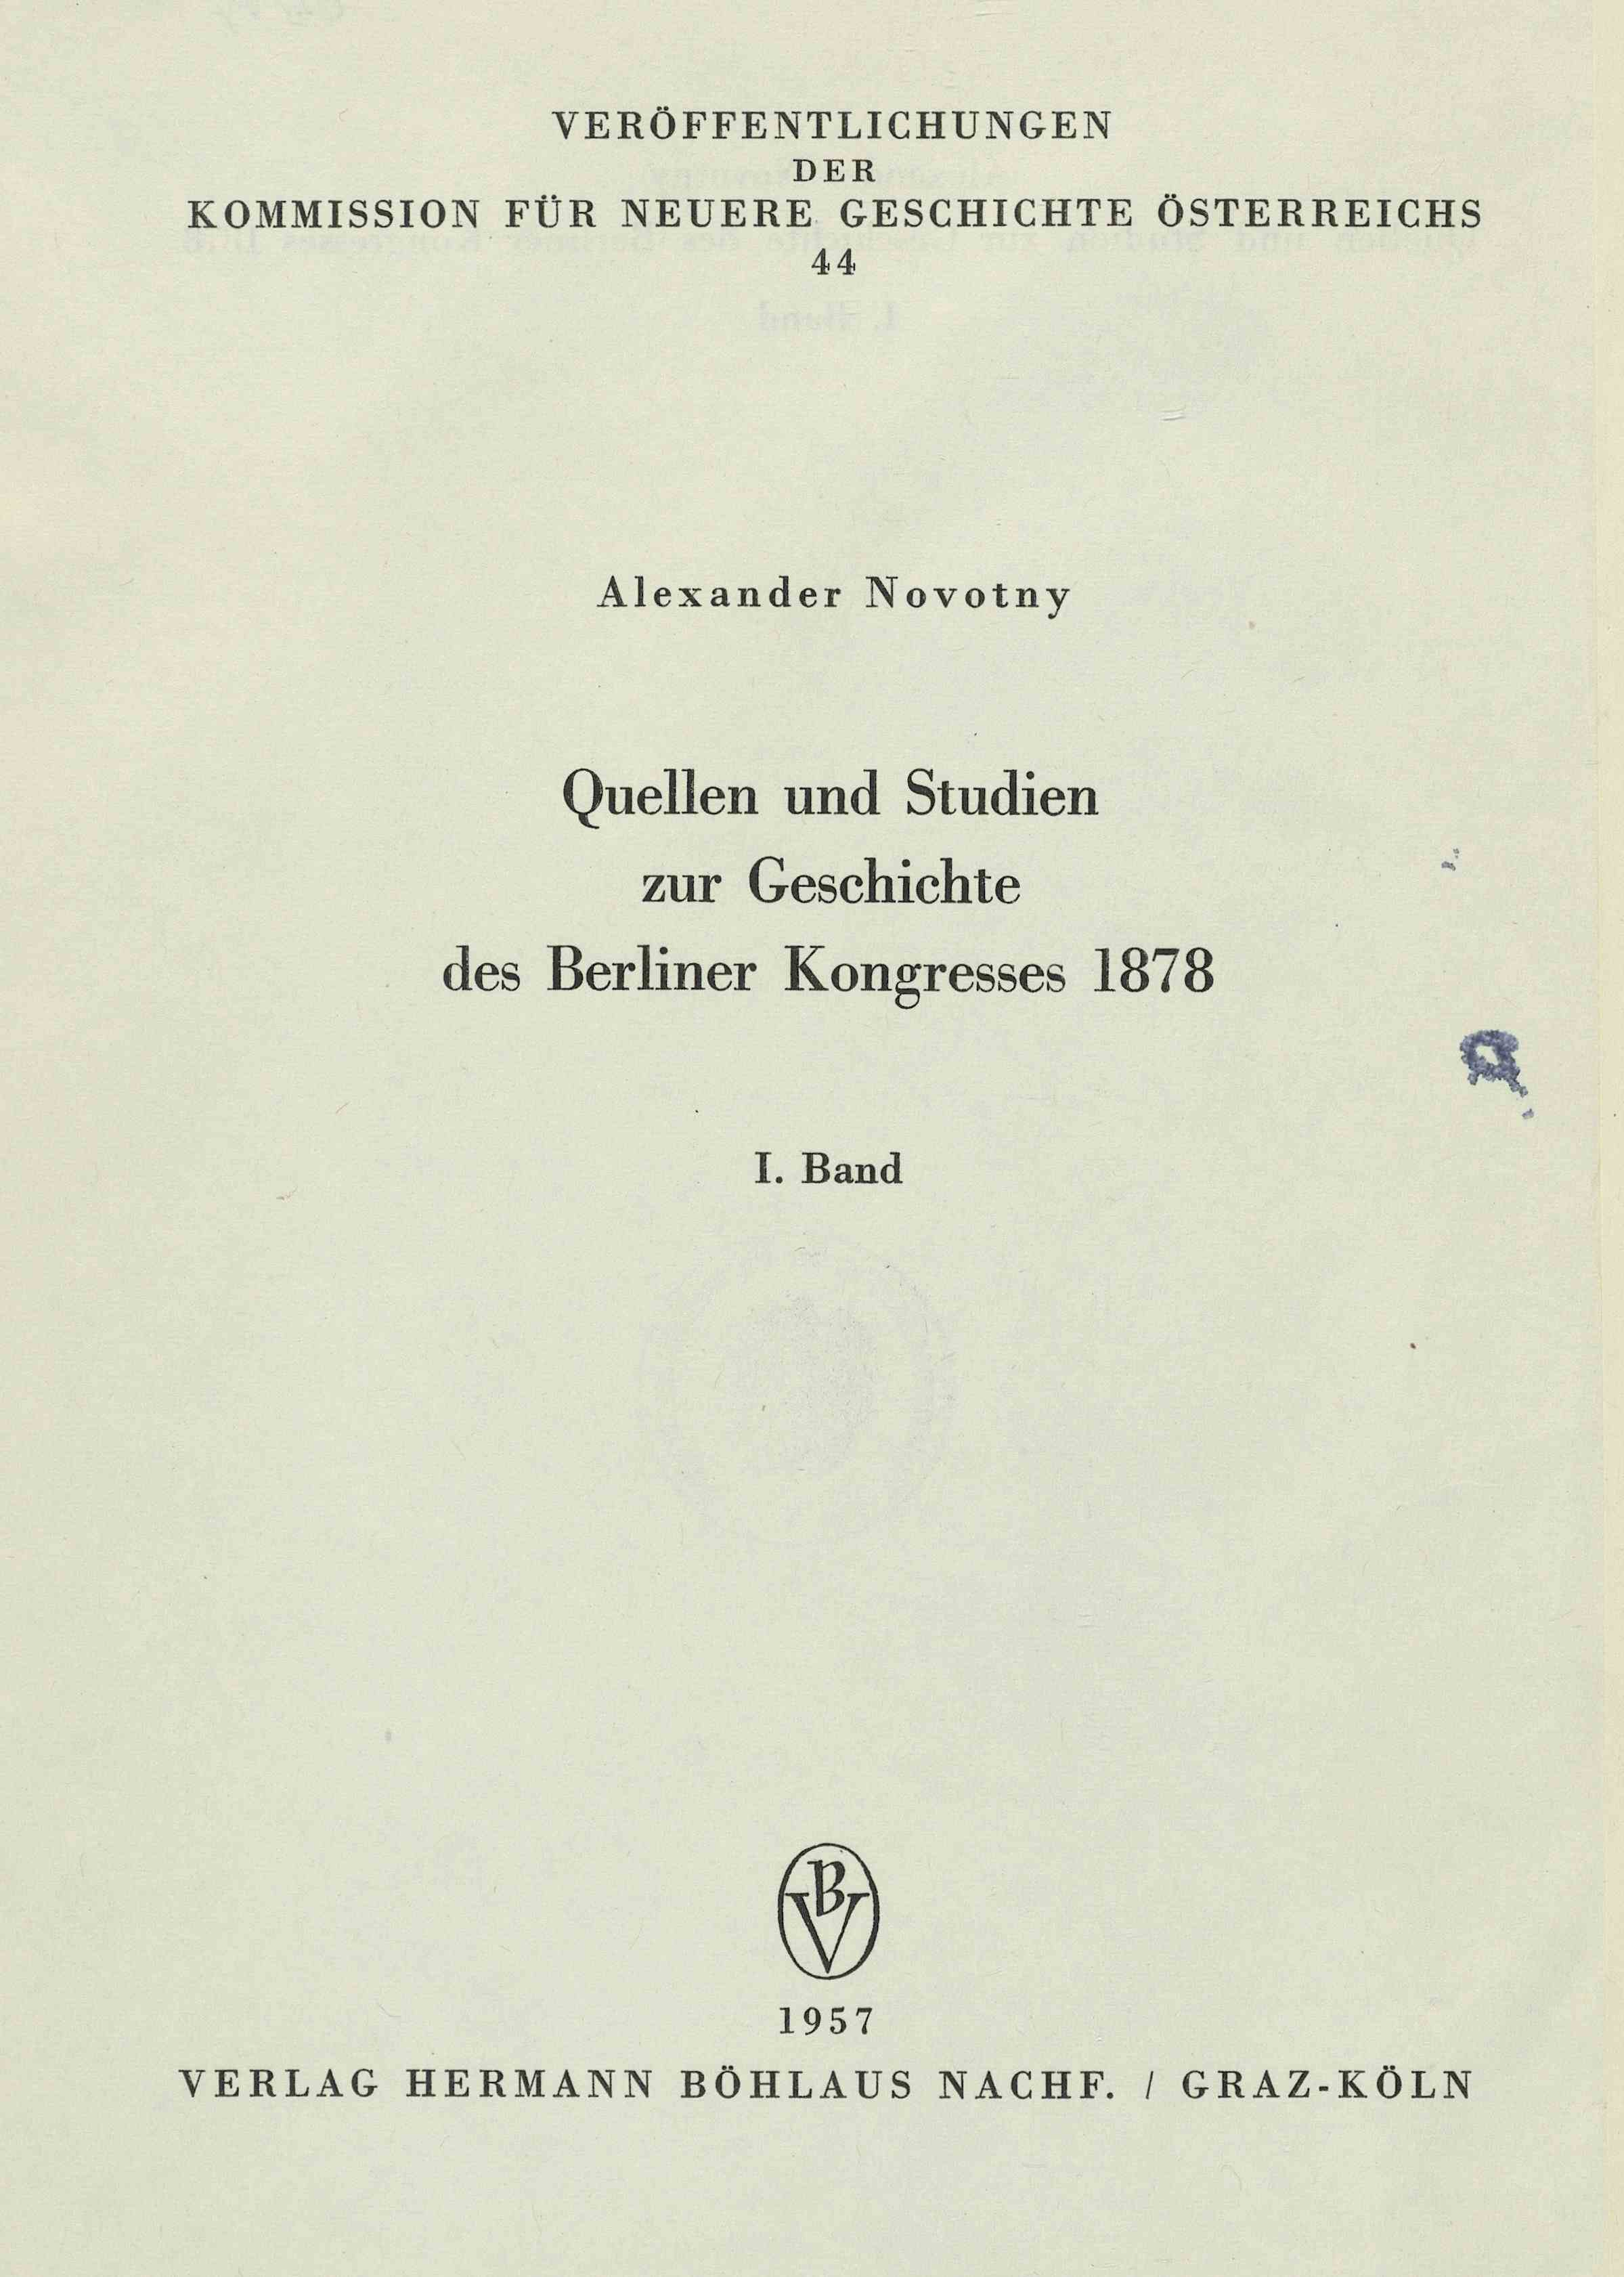 VERÖFFENTLICHUNGEN
DER
KOMMISSION FÜR NEUERE GESCHICHTE ÖSTERREICHS
44
Alexander Novotny
Quellen und Studien
zur Geschichte
des Berliner Kongresses 1878
I. Band
BV
1957
VERLAG HERMANN BÖHLAUS NACHF. / GRAZ-KÖLN